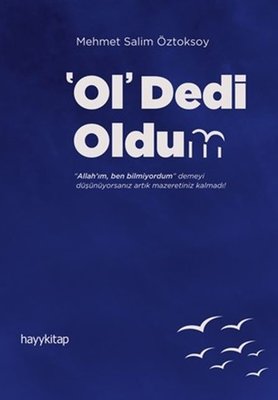 Mehmet Salim Öztoksoy
'Ol' Dedi
Oldum
"Allah'ım, ben bilmiyordum" demeyi
düşünüyorsanız artık mazeretiniz kalmadı!
hayykitap